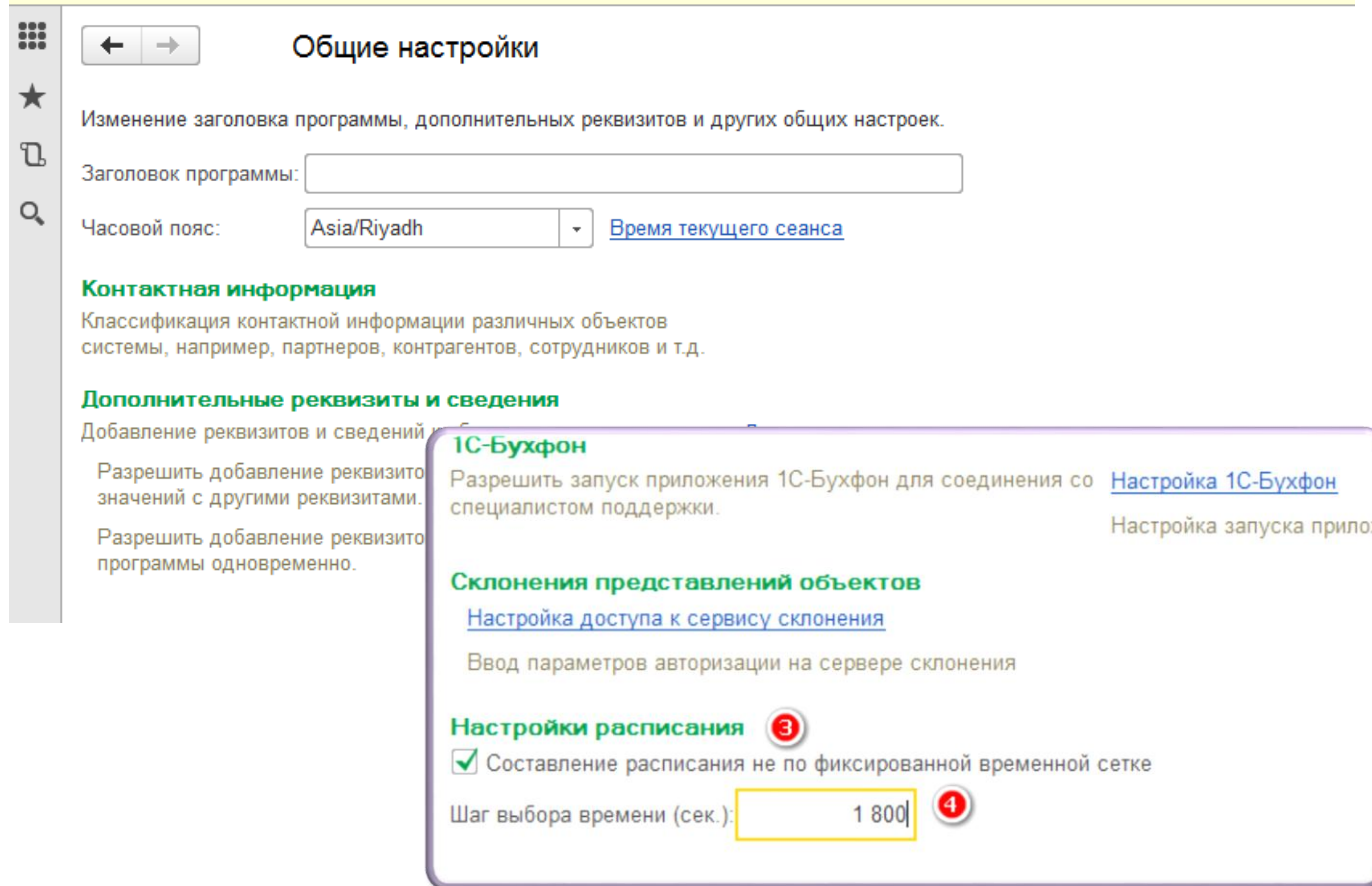 Общие настройки
Изменение заголовка программы, дополнительных реквизитов и других общих настроек.
Заголовок программы:
Часовой пояс: Asia/Riyadh Время текущего сеанса
Контактная информация
Классификация контактной информации различных объектов
системы, например, партнеров, контрагентов, сотрудников и т.д.
Дополнительные реквизиты и сведения
Добавление реквизитов и сведений
Разрешить добавление реквизито
значений с другими реквизитами.
Разрешить добавление реквизито
программы одновременно.
1С-Бухфон
Разрешить запуск приложения 1С-Бухфон для соединения со Настройка 1С-Бухфон
специалистом поддержки.
Настройка запуска прило
Склонения представлений объектов
Настройка доступа к сервису склонения
Ввод параметров авторизации на сервере склонения
Настройки расписания 3
Составление расписания не по фиксированной временной сетке
Шаг выбора времени (сек.): 1 800 4